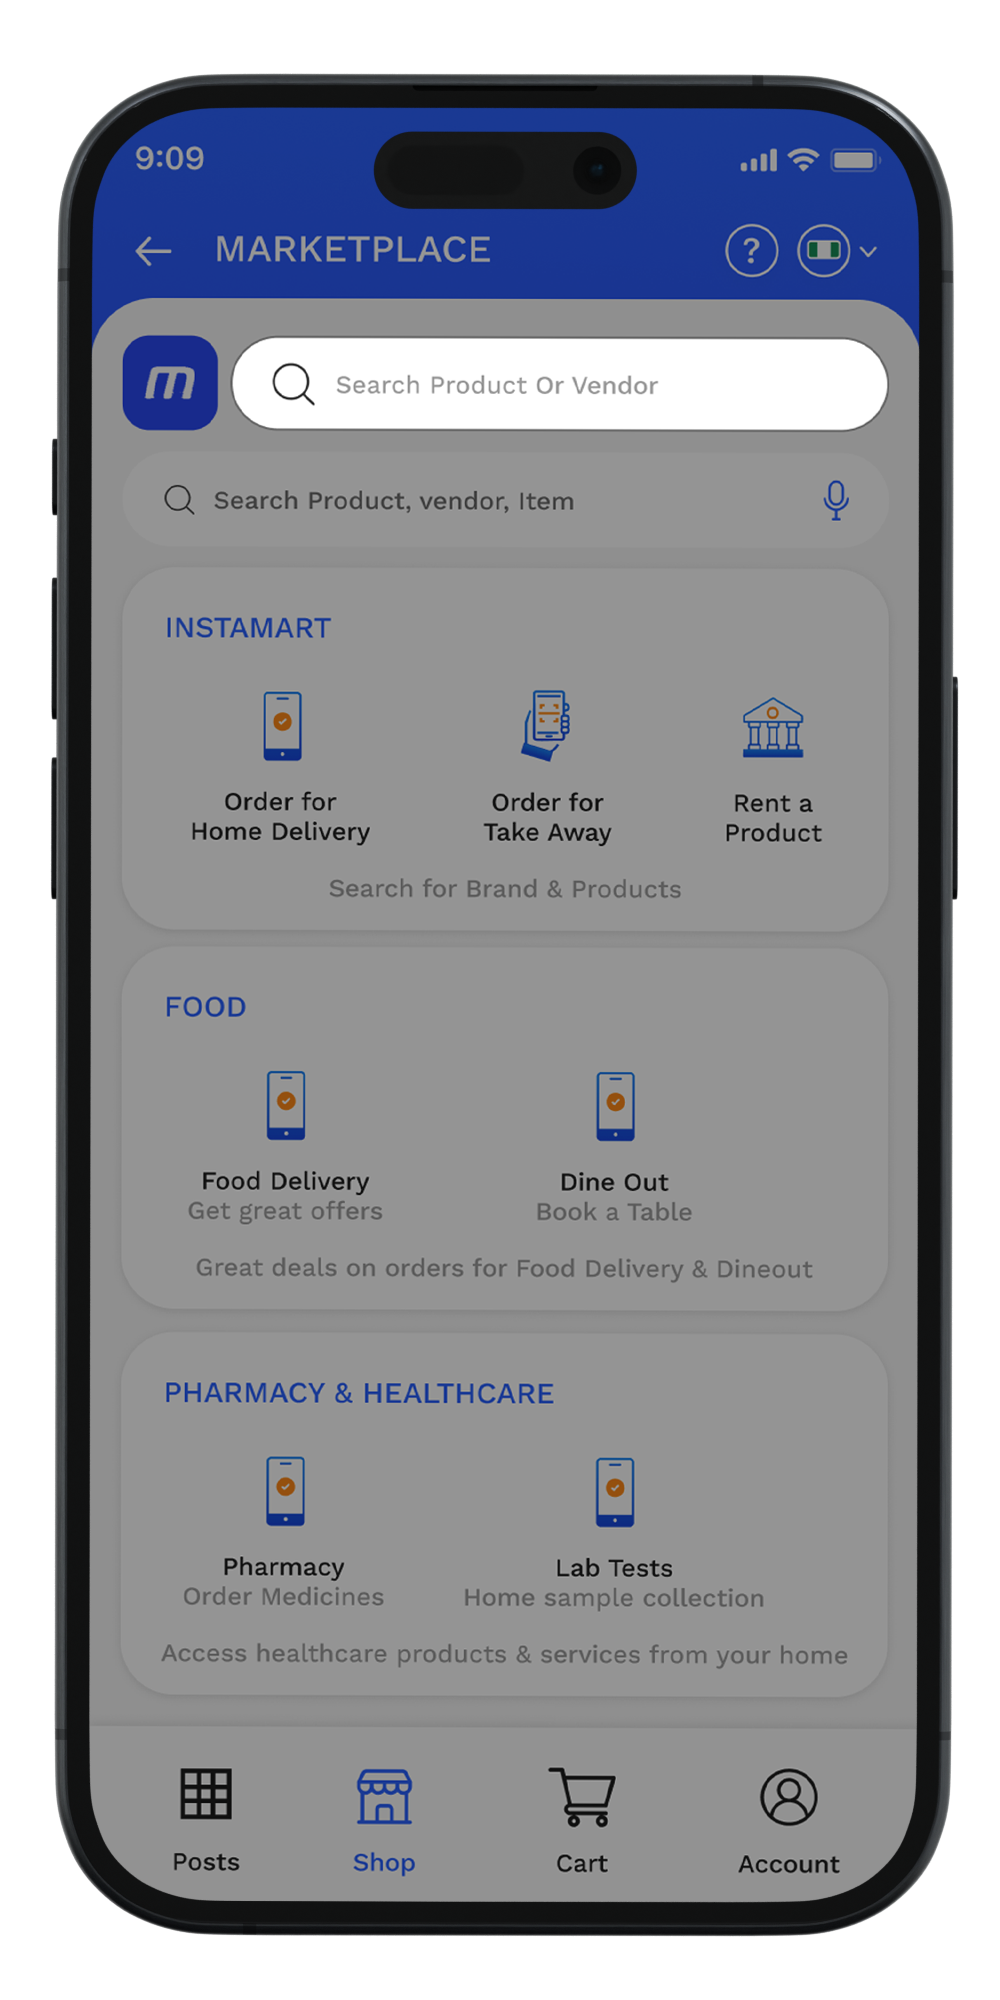 9:09
MARKETPLACE
?
m
Search Product Or Vendor
Search Product, vendor, Item
INSTAMART
Order for
Home Delivery
Order for
Take Away
Rent a
Product
Search for Brand & Products
FOOD
Food Delivery
Get great offers
Dine Out
Book a Table
Great deals on orders for Food Delivery & Dineout
PHARMACY & HEALTHCARE
Pharmacy
Order Medicines
Lab Tests
Home sample collection
Access healthcare products & services from your home
Posts
Shop
Cart
Account